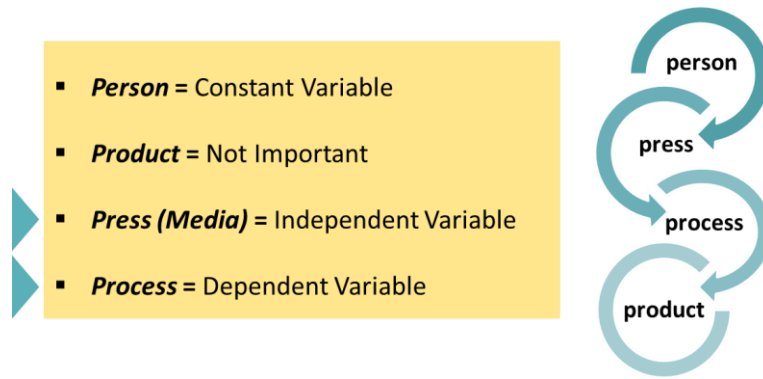 ▪ Person = Constant Variable
▪ Product = Not Important
▪ Press (Media) = Independent Variable
▪ Process = Dependent Variable
person
press
process
product